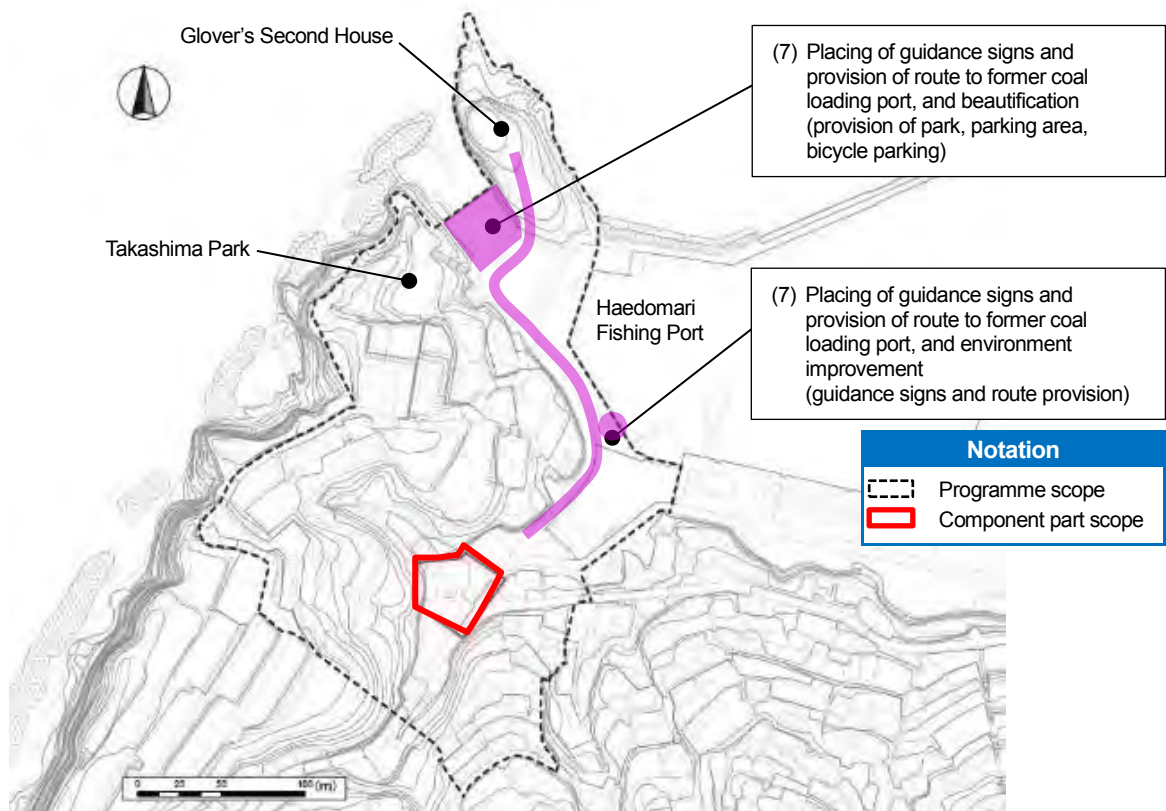 Glover's Second House
(7) Placing of guidance signs and
provision of route to former coal
loading port, and beautification
(provision of park, parking area,
bicycle parking)
Takashima Park
Haedomari
Fishing Port
(7) Placing of guidance signs and
provision of route to former coal
loading port, and environment
improvement
(guidance signs and route provision)
Notation
Programme scope
Component part scope
0 20 50 100 (m)